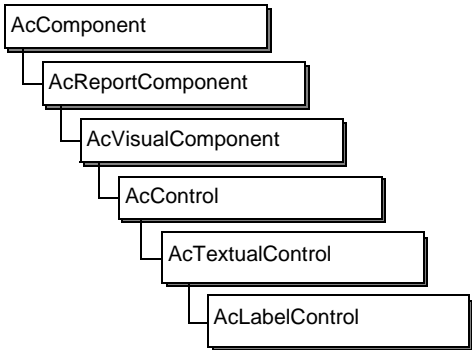 AcComponent
AcReportComponent
AcVisualComponent
AcControl
AcTextualControl
AcLabelControl